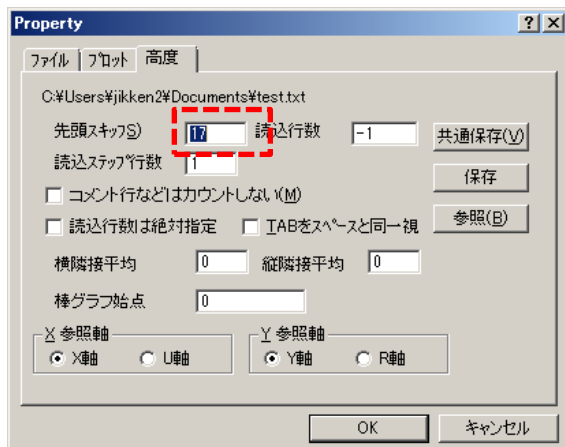 Property
ファイル プロット 高度
C:¥Users¥jikken2¥Documents¥test.txt
先頭スキップS) 17 読込行数 -1 共通保存(V)
読込ステップ行数 1 保存
コメント行などはカウントしない(M) 参照(B)
読込行数は絶対指定 TABをスペースと同一視
横隣接平均 0 縦隣接平均 0
棒グラフ始点 0
X 参照軸 Y 参照軸
X軸 U軸 Y軸 R軸
OK キャンセル